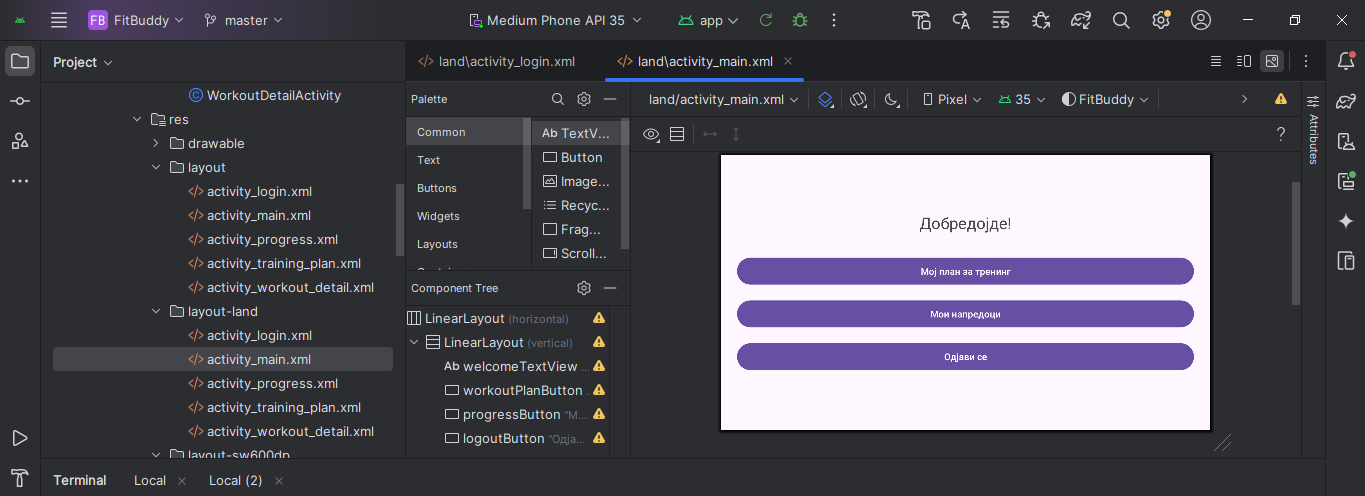 FB FitBuddy master Medium Phone API 35 app
Project
land\activity_login.xml land\activity_main.xml
WorkoutDetailActivity
res
drawable
layout
activity_login.xml
activity_main.xml
activity_progress.xml
activity_training_plan.xml
activity_workout_detail.xml
layout-land
activity_login.xml
activity_main.xml
activity_progress.xml
activity_training_plan.xml
activity_workout_detail.xml
layout-sw600dp
Palette
Common
Text
Buttons
Widgets
Layouts
Ab TextV...
Button
Image...
Recyc...
Frag...
Scroll...
Component Tree
LinearLayout (horizontal)
LinearLayout (vertical)
Ab welcomeTextView ...
workoutPlanButton
progressButton "М...
logoutButton "Одја...
land/activity_main.xml Pixel 35 FitBuddy
?
Добредојде!
Мој план за тренинг
Мои напредоци
Одјави се
Attributes
Terminal Local Local (2)